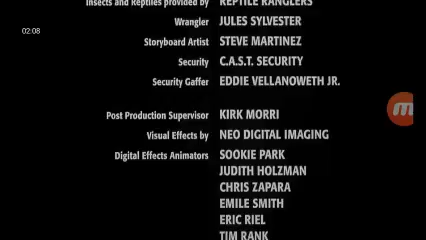 Insects and Reptiles provided by REPTILE RANGLERS
Wrangler JULES SYLVESTER
02:08
Storyboard Artist STEVE MARTINEZ
Security C.A.S.T. SECURITY
Security Gaffer EDDIE VELLANOWETH JR.
Post Production Supervisor KIRK MORRI
Visual Effects by NEO DIGITAL IMAGING
Digital Effects Animators SOOKIE PARK
JUDITH HOLZMAN
CHRIS ZAPARA
EMILE SMITH
ERIC RIEL
TIM RANK